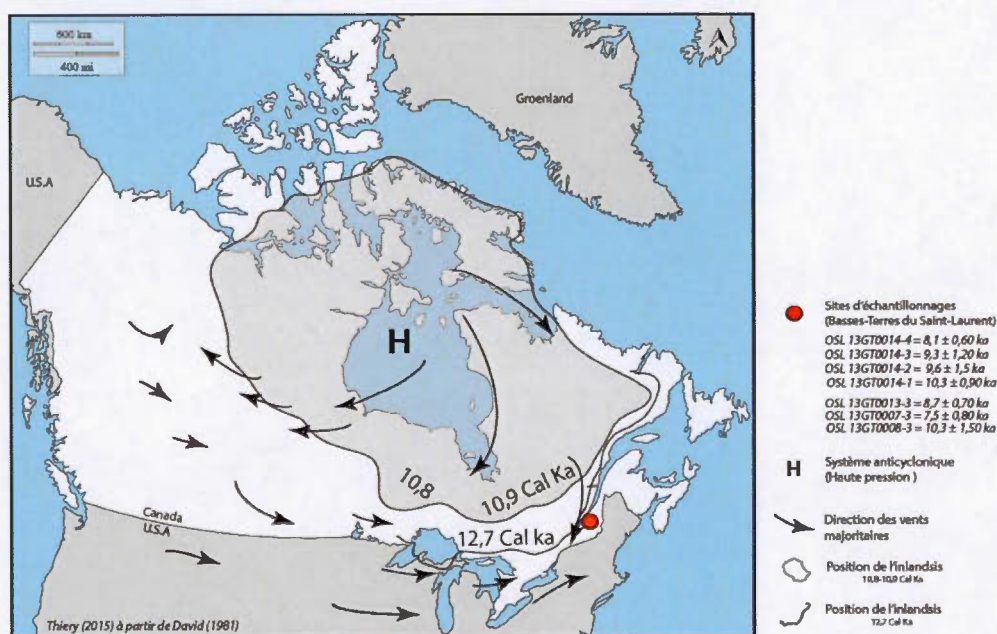 600 km
400 mi
N
Groenland
U.S.A
H
10,8
10,9 Cal Ka
12,7 Cal ka
Canada
U.S.A
Thiery (2015) à partir de David (1981)
Sites d'échantillonnages
(Basses-Terres du Saint-Laurent)
OSL 13GT0014-4 = 8,1 ± 0,60 ka
OSL 13GT0014-3 = 9,3 ± 1,20 ka
OSL 13GT0014-2 = 9,6 ± 1,5 ka
OSL 13GT0014-1 = 10,3 ± 0,90 ka
OSL 13GT0013-3 = 8,7 ± 0,70 ka
OSL 13GT0007-3 = 7,5 ± 0,80 ka
OSL 13GT0008-3 = 10,3 ± 1,50 ka
H
Système anticyclonique
(Haute pression )
Direction des vents
majoritaires
Position de l'inlandsis
10,8-10,9 Cal Ka
Position de l'inlandsis
12,7 Cal Ka